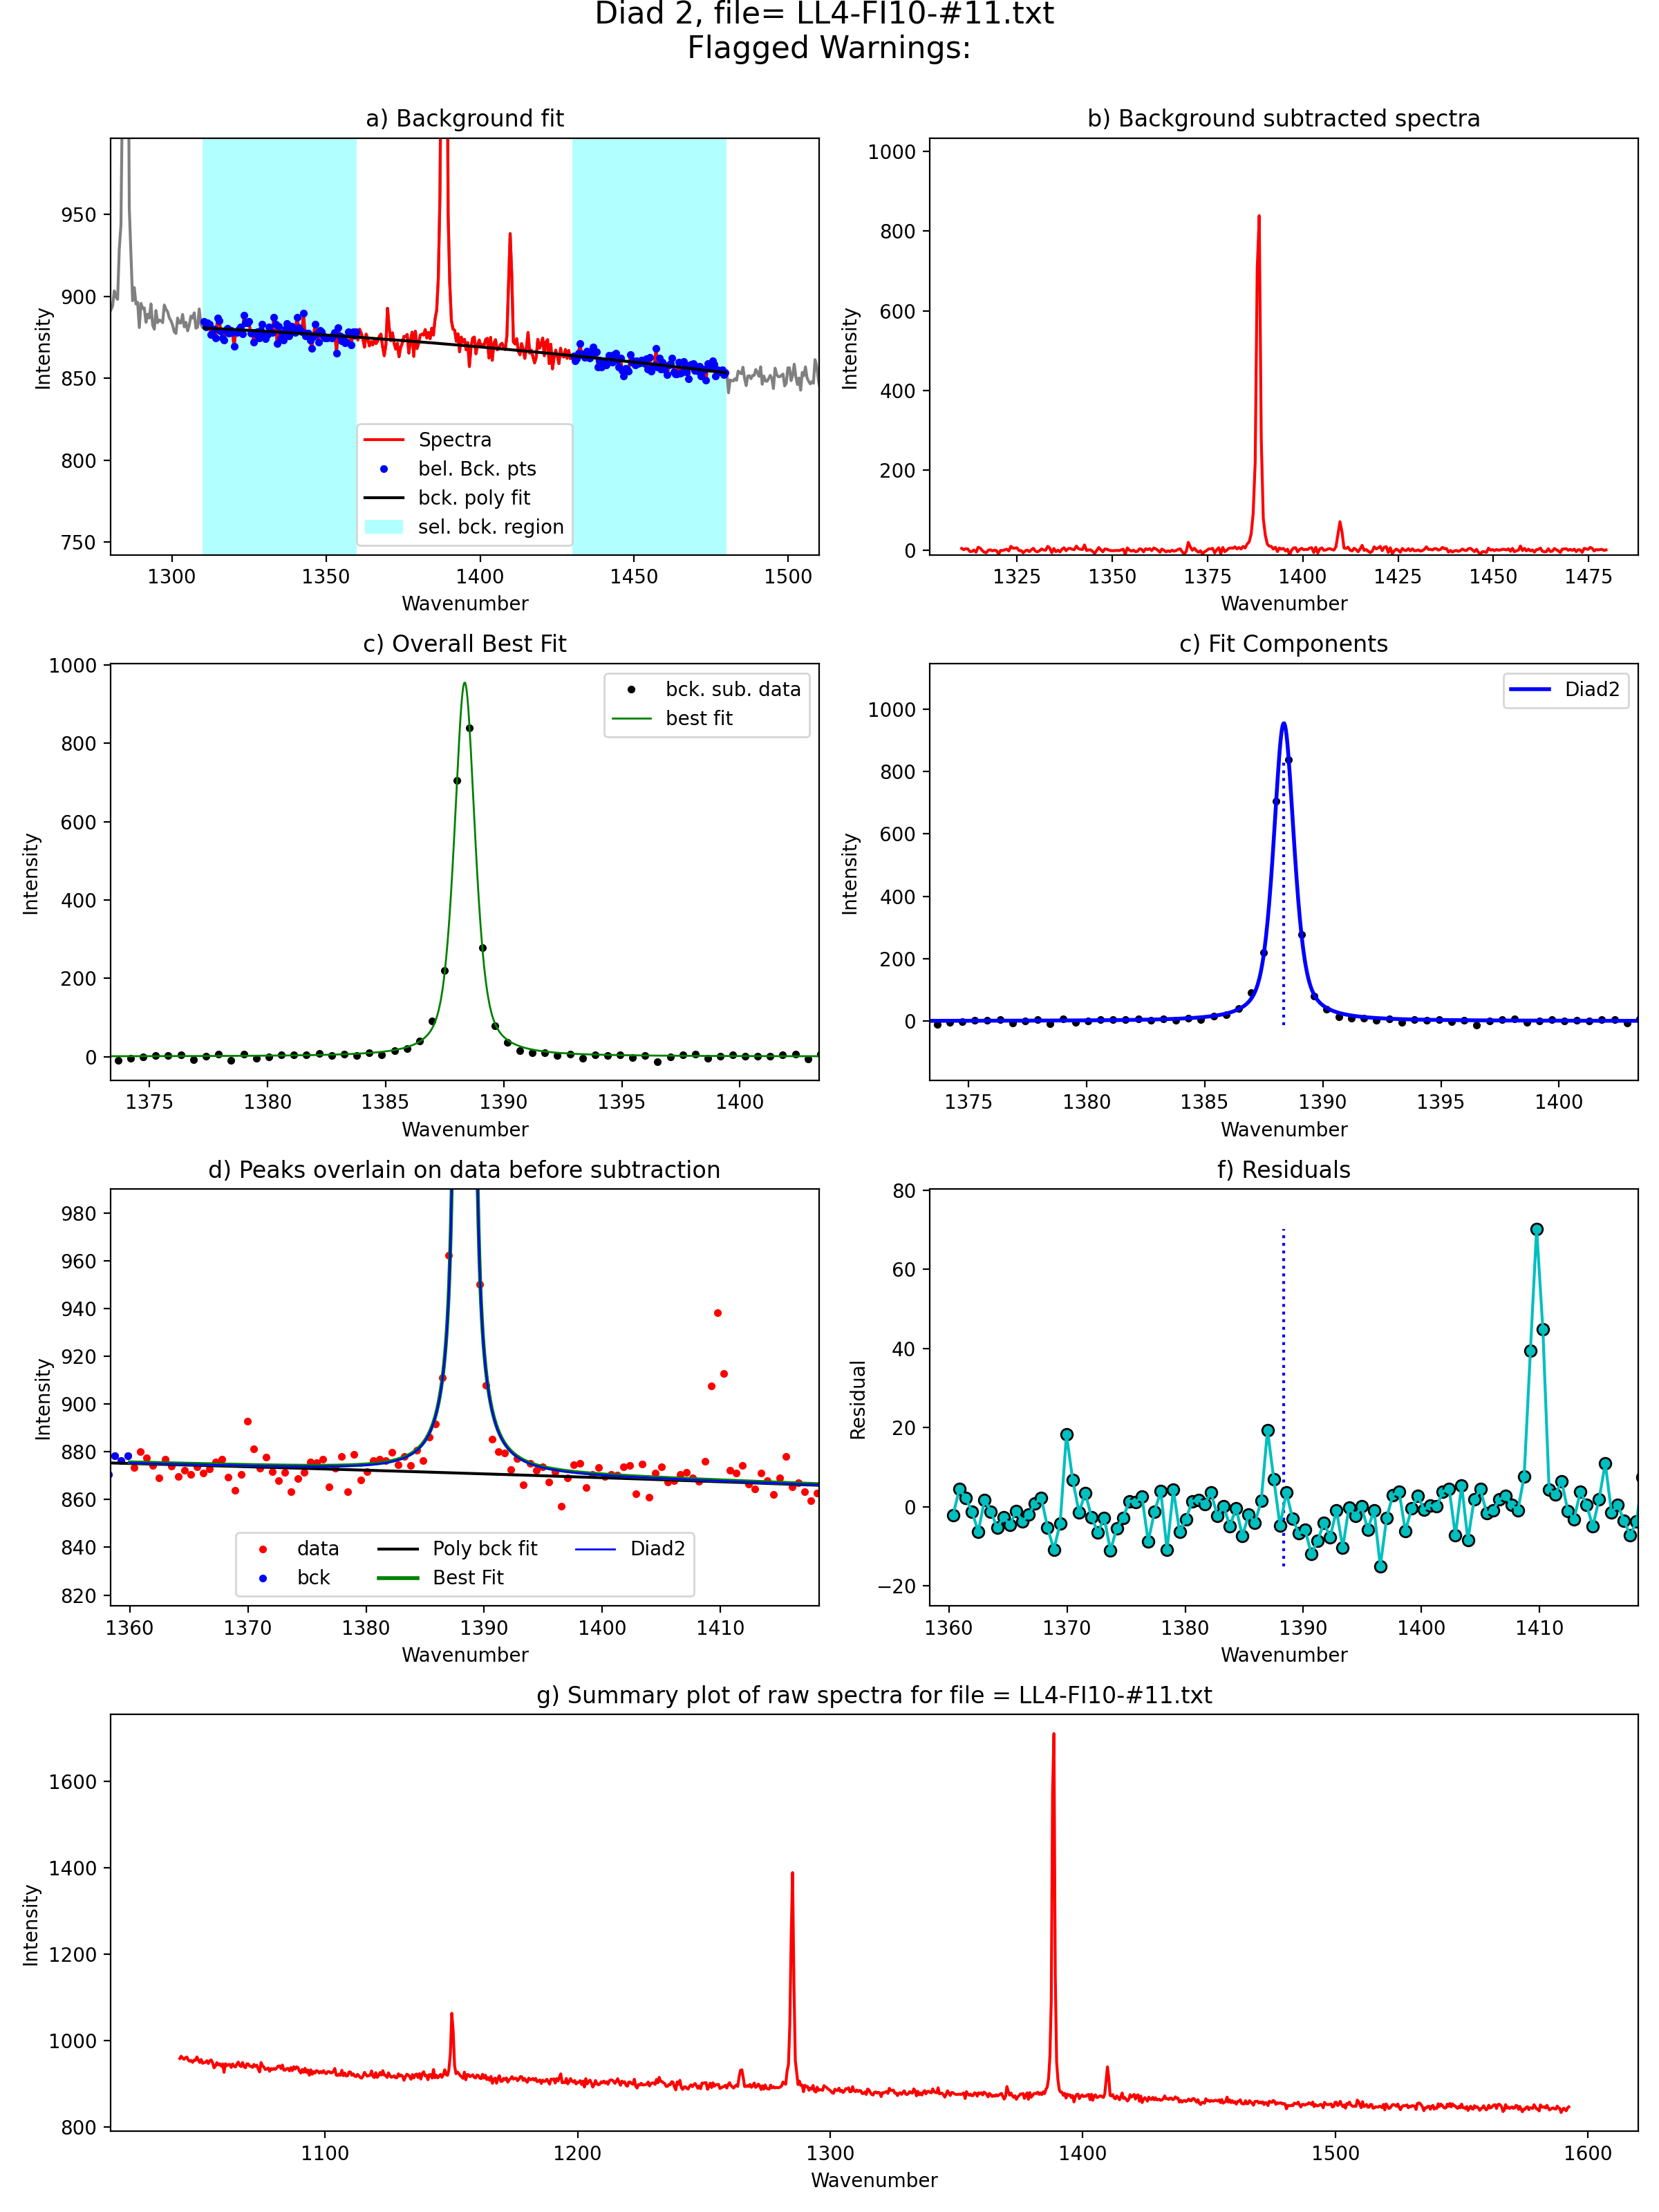 Diad 2, file= LL4-FI10-#11.txt
Flagged Warnings:
a) Background fit
950
900
850
800
750
Intensity
Spectra
bel. Bck. pts
bck. poly fit
sel. bck. region
1300 1350 1400 1450 1500
Wavenumber
b) Background subtracted spectra
1000
800
600
400
200
0
Intensity
1325 1350 1375 1400 1425 1450 1475
Wavenumber
c) Overall Best Fit
1000
800
600
400
200
0
Intensity
bck. sub. data
best fit
1375 1380 1385 1390 1395 1400
Wavenumber
c) Fit Components
1000
800
600
400
200
0
Intensity
Diad2
1375 1380 1385 1390 1395 1400
Wavenumber
d) Peaks overlain on data before subtraction
980
960
940
920
900
880
860
840
820
Intensity
data Poly bck fit Diad2
bck Best Fit
1360 1370 1380 1390 1400 1410
Wavenumber
f) Residuals
80
60
40
20
0
−20
Residual
1360 1370 1380 1390 1400 1410
Wavenumber
g) Summary plot of raw spectra for file = LL4-FI10-#11.txt
1600
1400
1200
1000
800
Intensity
1100 1200 1300 1400 1500 1600
Wavenumber